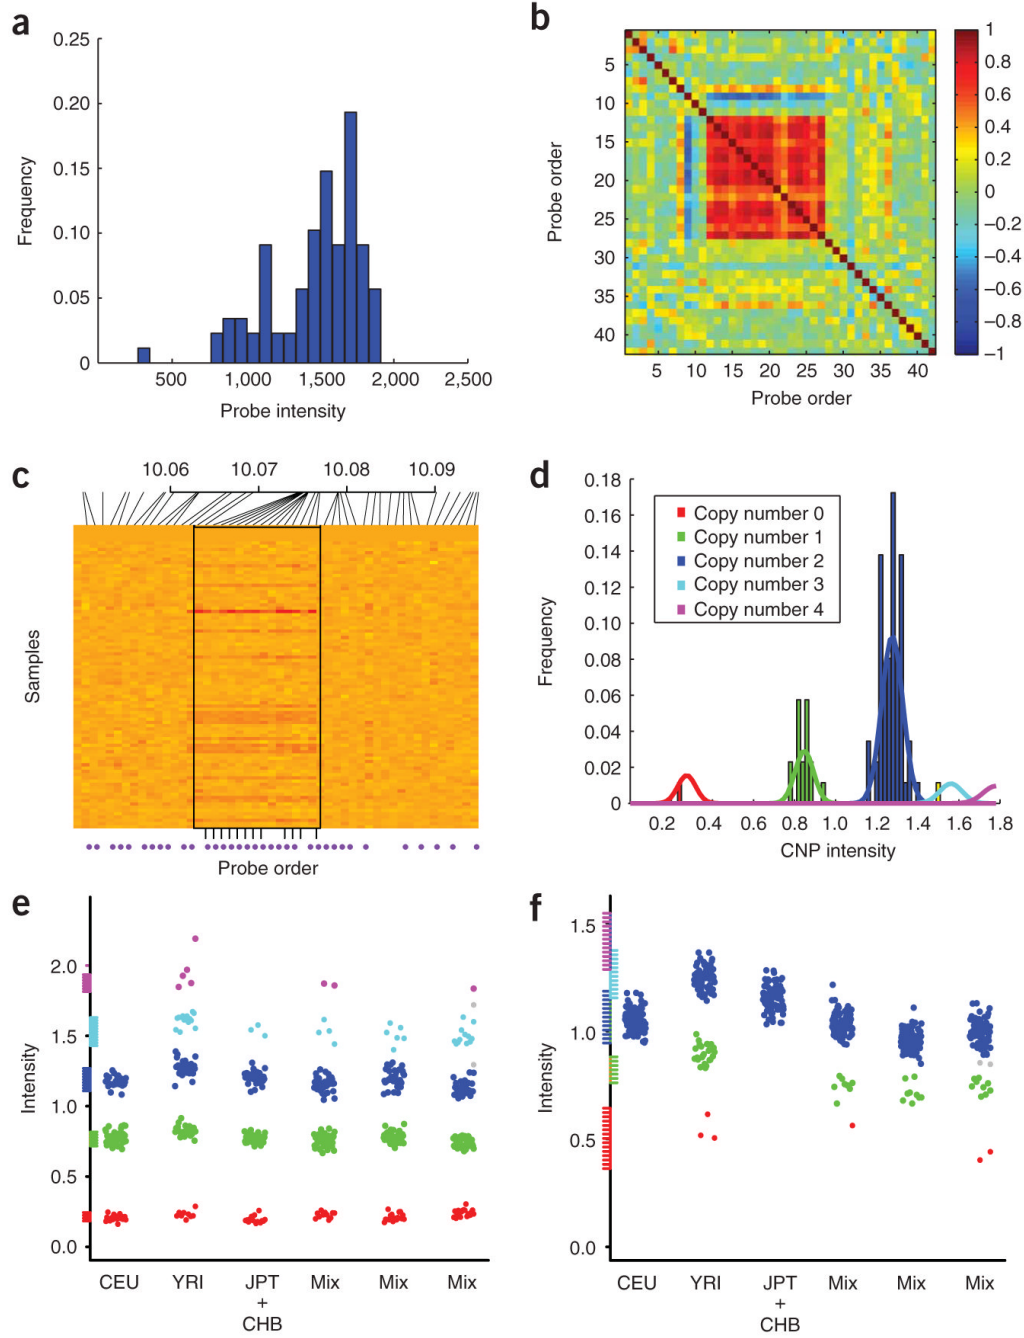 a
0.25
0.20
0.15
0.10
0.05
0
Frequency
500 1,000 1,500 2,000 2,500
Probe intensity
b
5
10
15
20
25
30
35
40
Probe order
5 10 15 20 25 30 35 40
Probe order
1
0.8
0.6
0.4
0.2
0
−0.2
−0.4
−0.6
−0.8
−1
c
10.06 10.07 10.08 10.09
Samples
Probe order
d
0.18
0.16
0.14
0.12
0.10
0.08
0.06
0.04
0.02
0
Frequency
Copy number 0
Copy number 1
Copy number 2
Copy number 3
Copy number 4
0.2 0.4 0.6 0.8 1.0 1.2 1.4 1.6 1.8
CNP intensity
e
2.0
1.5
1.0
0.5
0.0
Intensity
CEU YRI JPT Mix Mix Mix
+
CHB
f
1.5
1.0
0.5
0.0
Intensity
CEU YRI JPT Mix Mix Mix
+
CHB